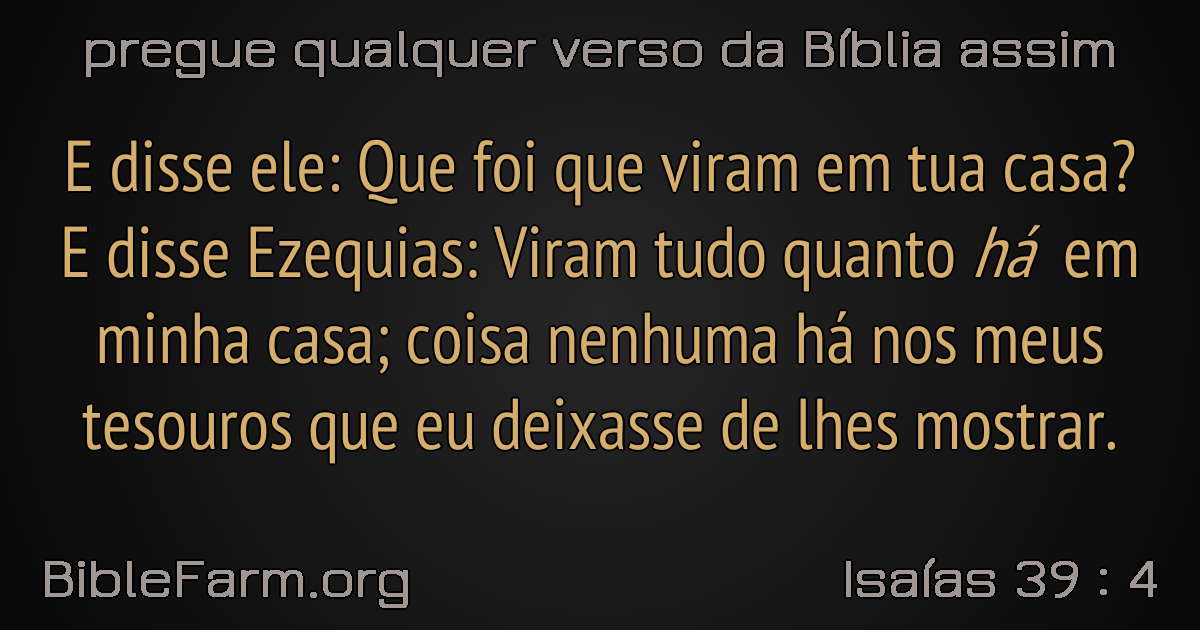 pregue qualquer verso da Bíblia assim
E disse ele: Que foi que viram em tua casa?
E disse Ezequias: Viram tudo quanto há em
minha casa; coisa nenhuma há nos meus
tesouros que eu deixasse de lhes mostrar.
BibleFarm.org
Isaías 39 : 4